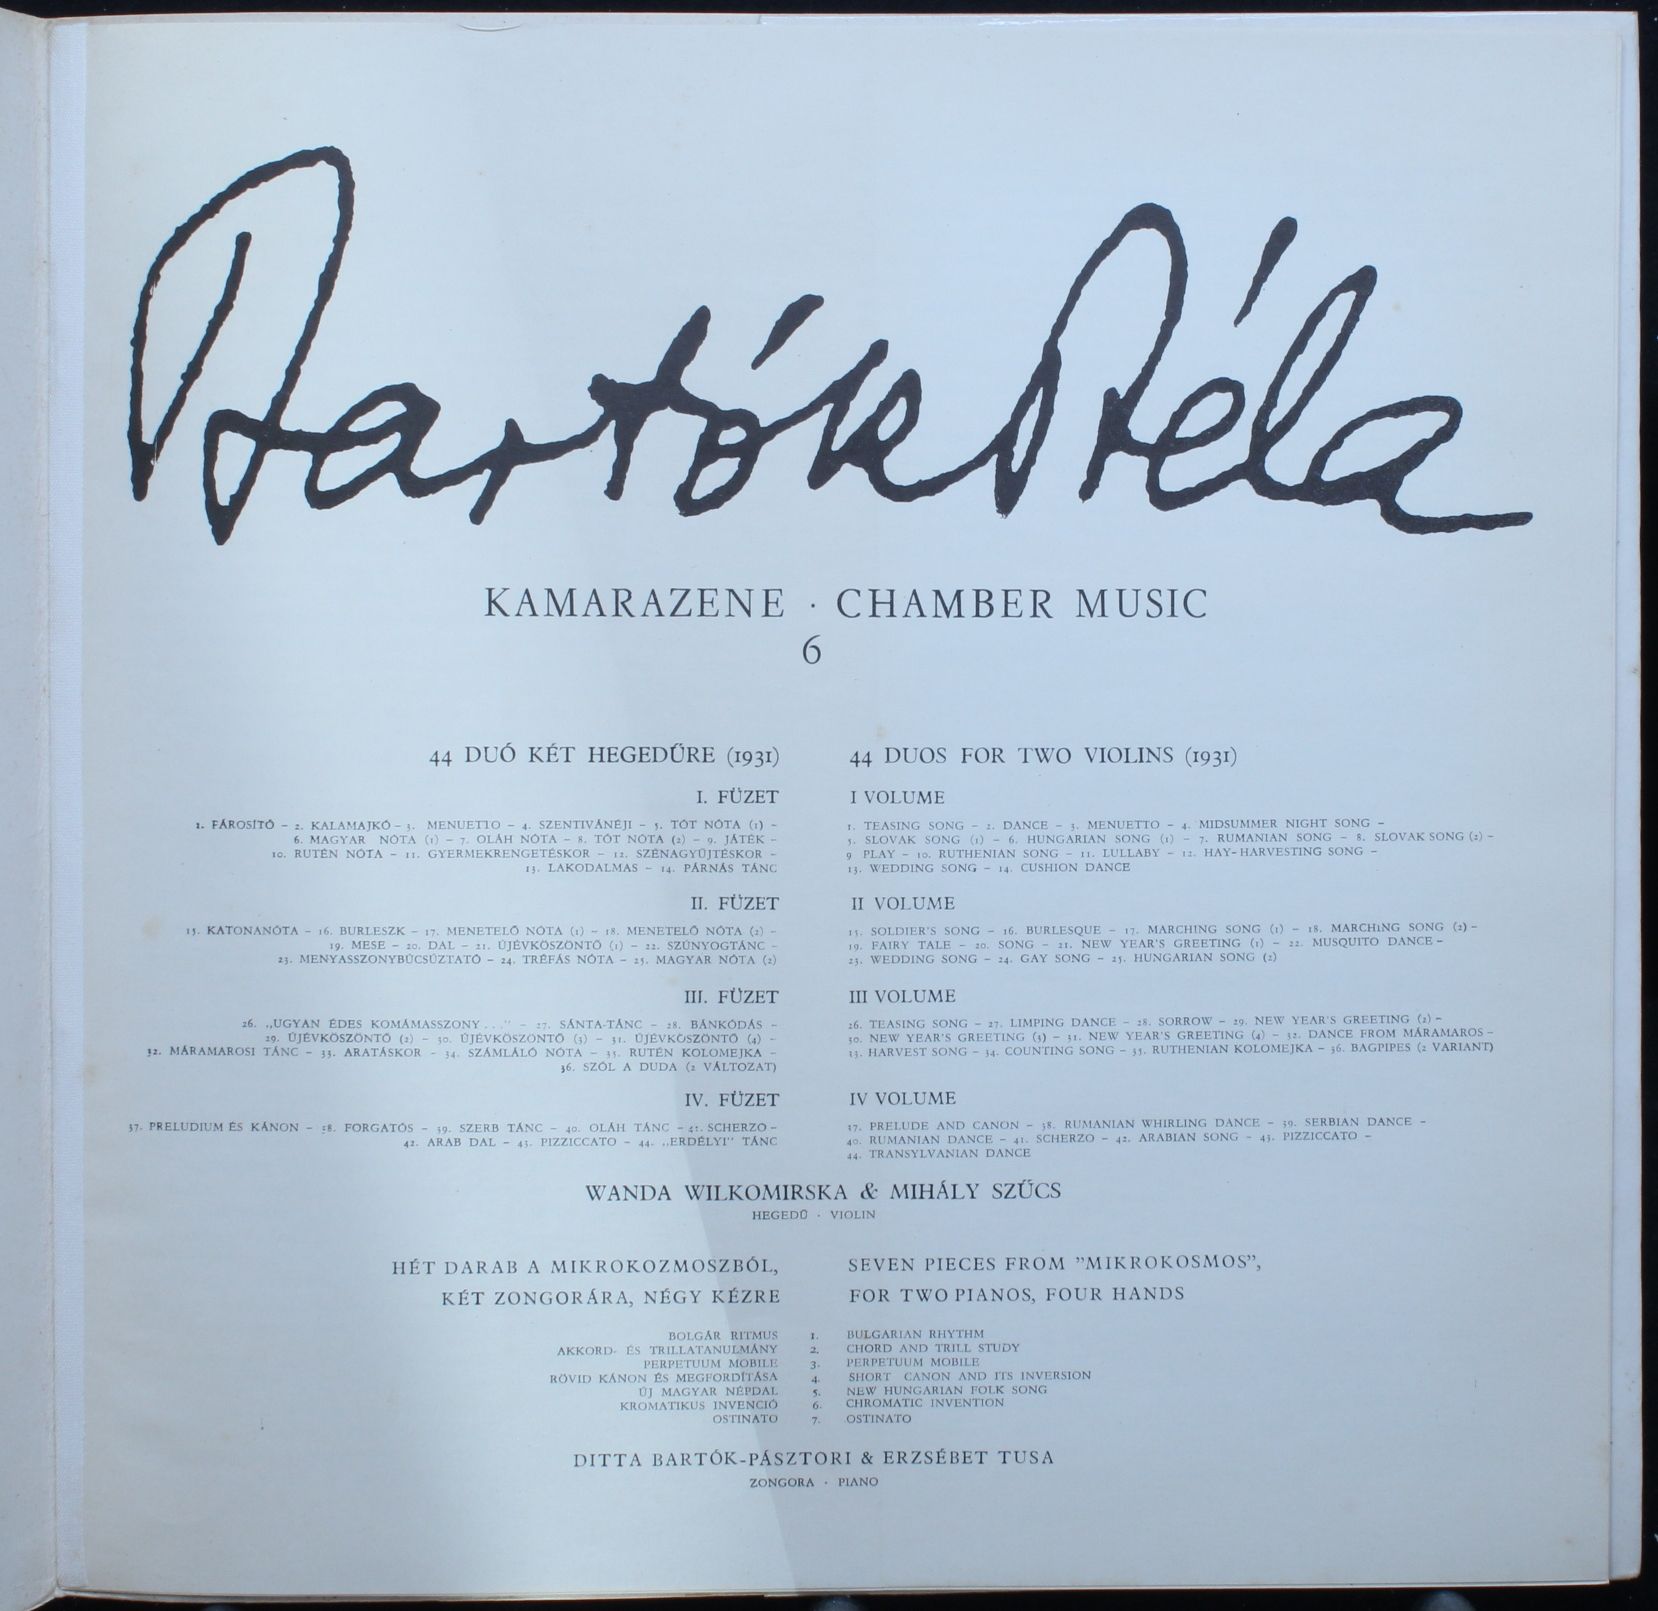 Bartók Béla
KAMARAZENE · CHAMBER MUSIC
6
44 DUÓ KÉT HEGEDŰRE (1931)
I. FÜZET
1. FÁROSÍTÓ – 2. KALAMAJKÓ – 3. MENUETTO – 4. SZENTIVÁNÉJI – 5. TÓT NÓTA (1) –
6. MAGYAR NÓTA (1) – 7. OLÁH NÓTA – 8. TÓT NÓTA (2) – 9. JÁTÉK –
10. RUTÉN NÓTA – 11. GYERMEKRENGETÉSKOR – 12. SZÉNAGYŰJTÉSKOR –
13. LAKODALMAS – 14. PÁRNÁS TÁNC
II. FÜZET
15. KATONANÓTA – 16. BURLESZK – 17. MENETELŐ NÓTA (1) – 18. MENETELŐ NÓTA (2) –
19. MESE – 20. DAL – 21. ÚJÉVKÖSZÖNTŐ (1) – 22. SZÚNYOGTÁNC –
23. MENYASSZONYBÚCSÚZTATÓ – 24. TRÉFÁS NÓTA – 25. MAGYAR NÓTA (2)
III. FÜZET
26. „UGYAN ÉDES KOMÁMASSZONY . . ." – 27. SÁNTA-TÁNC – 28. BÁNKÓDÁS –
29. ÚJÉVKÖSZÖNTŐ (2) – 30. ÚJÉVKÖSZÖNTŐ (3) – 31. ÚJÉVKÖSZÖNTŐ (4) –
32. MÁRAMAROSI TÁNC – 33. ARATÁSKOR – 34. SZÁMLÁLÓ NÓTA – 35. RUTÉN KOLOMEJKA –
36. SZÓL A DUDA (2 VÁLTOZAT)
IV. FÜZET
37. PRELUDIUM ÉS KÁNON – 38. FORGATÓS – 39. SZERB TÁNC – 40. OLÁH TÁNC – 41. SCHERZO –
42. ARAB DAL – 43. PIZZICCATO – 44. „ERDÉLYI" TÁNC
44 DUOS FOR TWO VIOLINS (1931)
I VOLUME
1. TEASING SONG – 2. DANCE – 3. MENUETTO – 4. MIDSUMMER NIGHT SONG –
5. SLOVAK SONG (1) – 6. HUNGARIAN SONG (1) – 7. RUMANIAN SONG – 8. SLOVAK SONG (2) –
9 PLAY – 10. RUTHENIAN SONG – 11. LULLABY – 12. HAY-HARVESTING SONG –
13. WEDDING SONG – 14. CUSHION DANCE
II VOLUME
15. SOLDIER'S SONG – 16. BURLESQUE – 17. MARCHING SONG (1) – 18. MARCHING SONG (2) –
19. FAIRY TALE – 20. SONG – 21. NEW YEAR'S GREETING (1) – 22. MUSQUITO DANCE –
23. WEDDING SONG – 24. GAY SONG – 25. HUNGARIAN SONG (2)
III VOLUME
26. TEASING SONG – 27. LIMPING DANCE – 28. SORROW – 29. NEW YEAR'S GREETING (2) –
30. NEW YEAR'S GREETING (3) – 31. NEW YEAR'S GREETING (4) – 32. DANCE FROM MÁRAMAROS –
33. HARVEST SONG – 34. COUNTING SONG – 35. RUTHENIAN KOLOMEJKA – 36. BAGPIPES (2 VARIANT)
IV VOLUME
37. PRELUDE AND CANON – 38. RUMANIAN WHIRLING DANCE – 39. SERBIAN DANCE –
40. RUMANIAN DANCE – 41. SCHERZO – 42. ARABIAN SONG – 43. PIZZICCATO –
44. TRANSYLVANIAN DANCE
WANDA WILKOMIRSKA & MIHÁLY SZŰCS
HEGEDŰ · VIOLIN
HÉT DARAB A MIKROKOZMOSZBÓL,
KÉT ZONGORÁRA, NÉGY KÉZRE
SEVEN PIECES FROM ”MIKROKOSMOS”,
FOR TWO PIANOS, FOUR HANDS
BOLGÁR RITMUS 1. BULGARIAN RHYTHM
AKKORD- ÉS TRILLATANULMÁNY 2. CHORD AND TRILL STUDY
PERPETUUM MOBILE 3. PERPETUUM MOBILE
RÖVID KÁNON ÉS MEGFORDÍTÁSA 4. SHORT CANON AND ITS INVERSION
ÚJ MAGYAR NÉPDAL 5. NEW HUNGARIAN FOLK SONG
KROMATIKUS INVENCIÓ 6. CHROMATIC INVENTION
OSTINATO 7. OSTINATO
DITTA BARTÓK-PÁSZTORI & ERZSÉBET TUSA
ZONGORA · PIANO